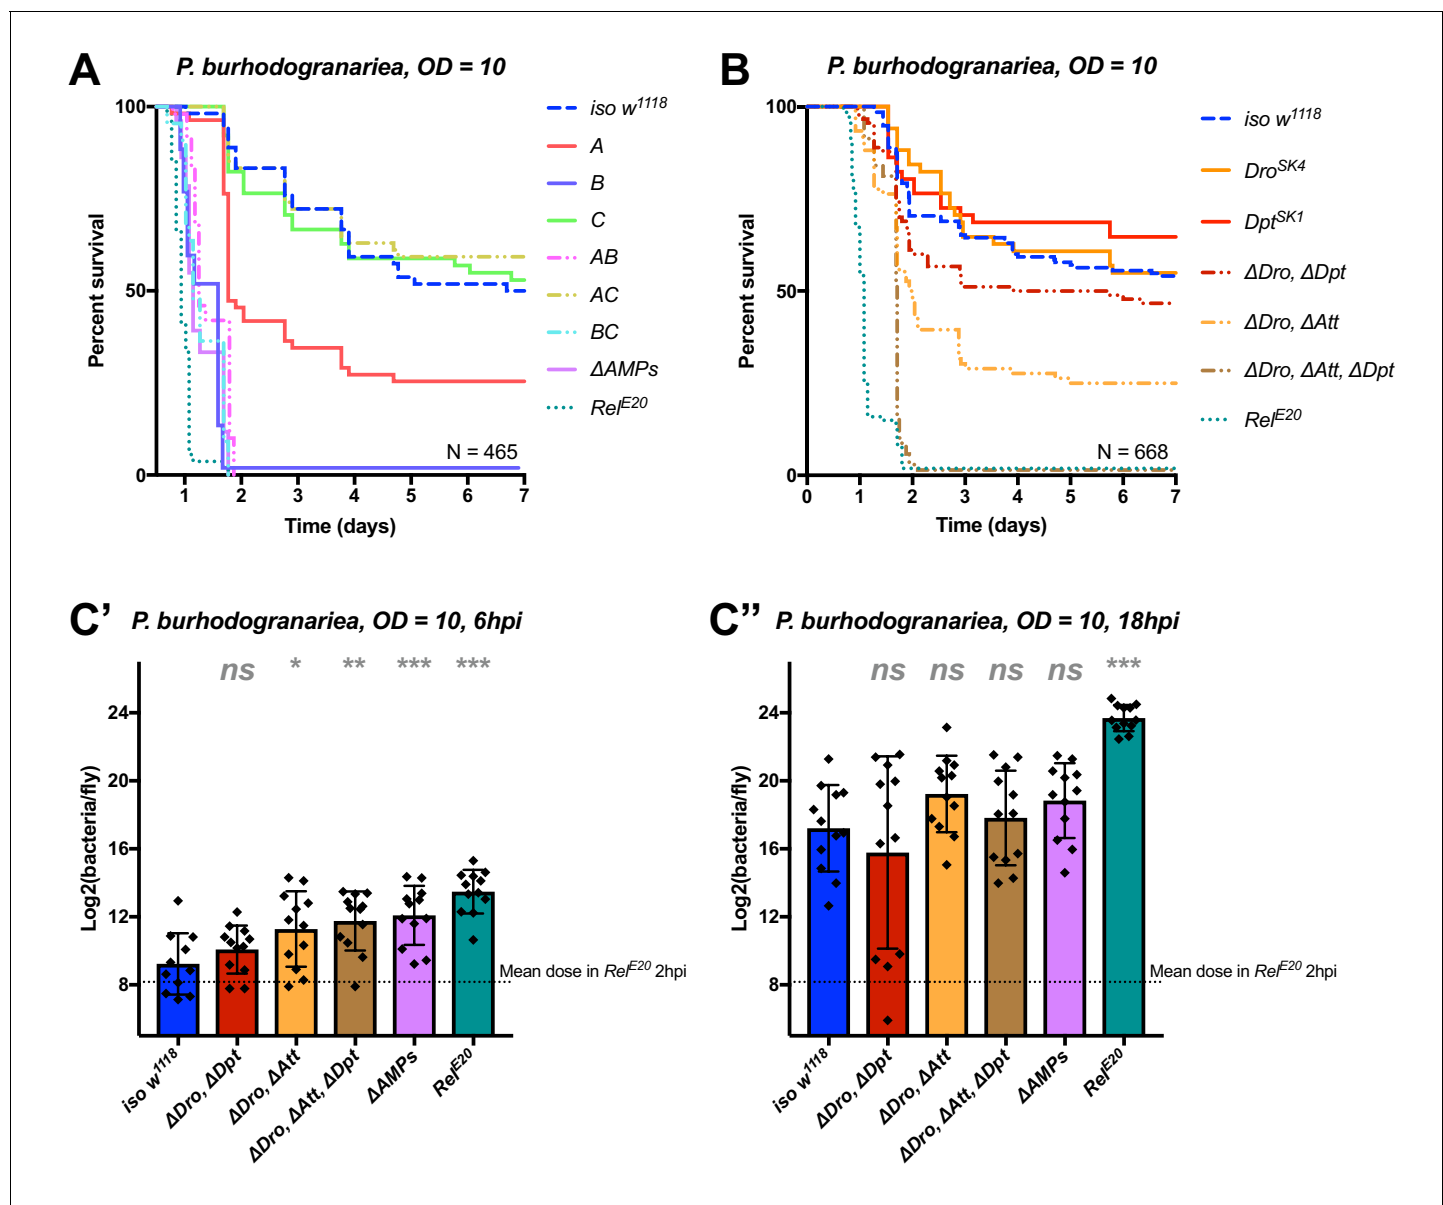 A
P. burhodogranariea, OD = 10
Percent survival
100
50
0
1 2 3 4 5 6 7
Time (days)
N = 465
iso w1118
A
B
C
AB
AC
BC
ΔAMPs
RelE20
B
P. burhodogranariea, OD = 10
Percent survival
100
50
0
0 1 2 3 4 5 6 7
Time (days)
N = 668
iso w1118
DroSK4
DptSK1
ΔDro, ΔDpt
ΔDro, ΔAtt
ΔDro, ΔAtt, ΔDpt
RelE20
C’
P. burhodogranariea, OD = 10, 6hpi
ns * ** *** ***
Log2(bacteria/fly)
24
20
16
12
8
Mean dose in RelE20 2hpi
iso w1118
ΔDro, ΔDpt
ΔDro, ΔAtt
ΔDro, ΔAtt, ΔDpt
ΔAMPs
RelE20
C’’
P. burhodogranariea, OD = 10, 18hpi
ns ns ns ns ***
Log2(bacteria/fly)
24
20
16
12
8
Mean dose in RelE20 2hpi
iso w1118
ΔDro, ΔDpt
ΔDro, ΔAtt
ΔDro, ΔAtt, ΔDpt
ΔAMPs
RelE20